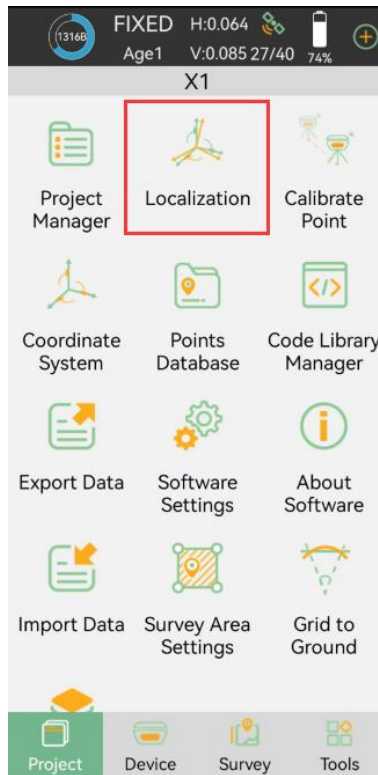 1316B
FIXED H:0.064
Age1 V:0.085 27/40 74%
X1
Project Manager
Localization
Calibrate Point
Coordinate System
Points Database
Code Library Manager
Export Data
Software Settings
About Software
Import Data
Survey Area Settings
Grid to Ground
Project
Device
Survey
Tools